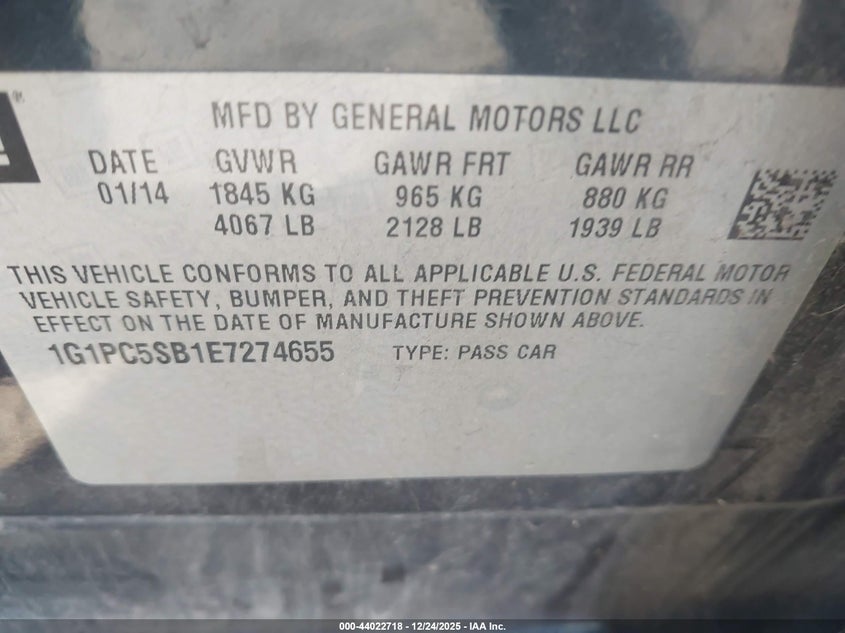 ®
MFD BY GENERAL MOTORS LLC
DATE GVWR GAWR FRT GAWR RR
01/14 1845 KG 965 KG 880 KG
4067 LB 2128 LB 1939 LB
THIS VEHICLE CONFORMS TO ALL APPLICABLE U.S. FEDERAL MOTOR
VEHICLE SAFETY, BUMPER, AND THEFT PREVENTION STANDARDS IN
EFFECT ON THE DATE OF MANUFACTURE SHOWN ABOVE.
1G1PC5SB1E7274655 TYPE: PASS CAR
000-44022718 - 12/24/2025 - IAA Inc.